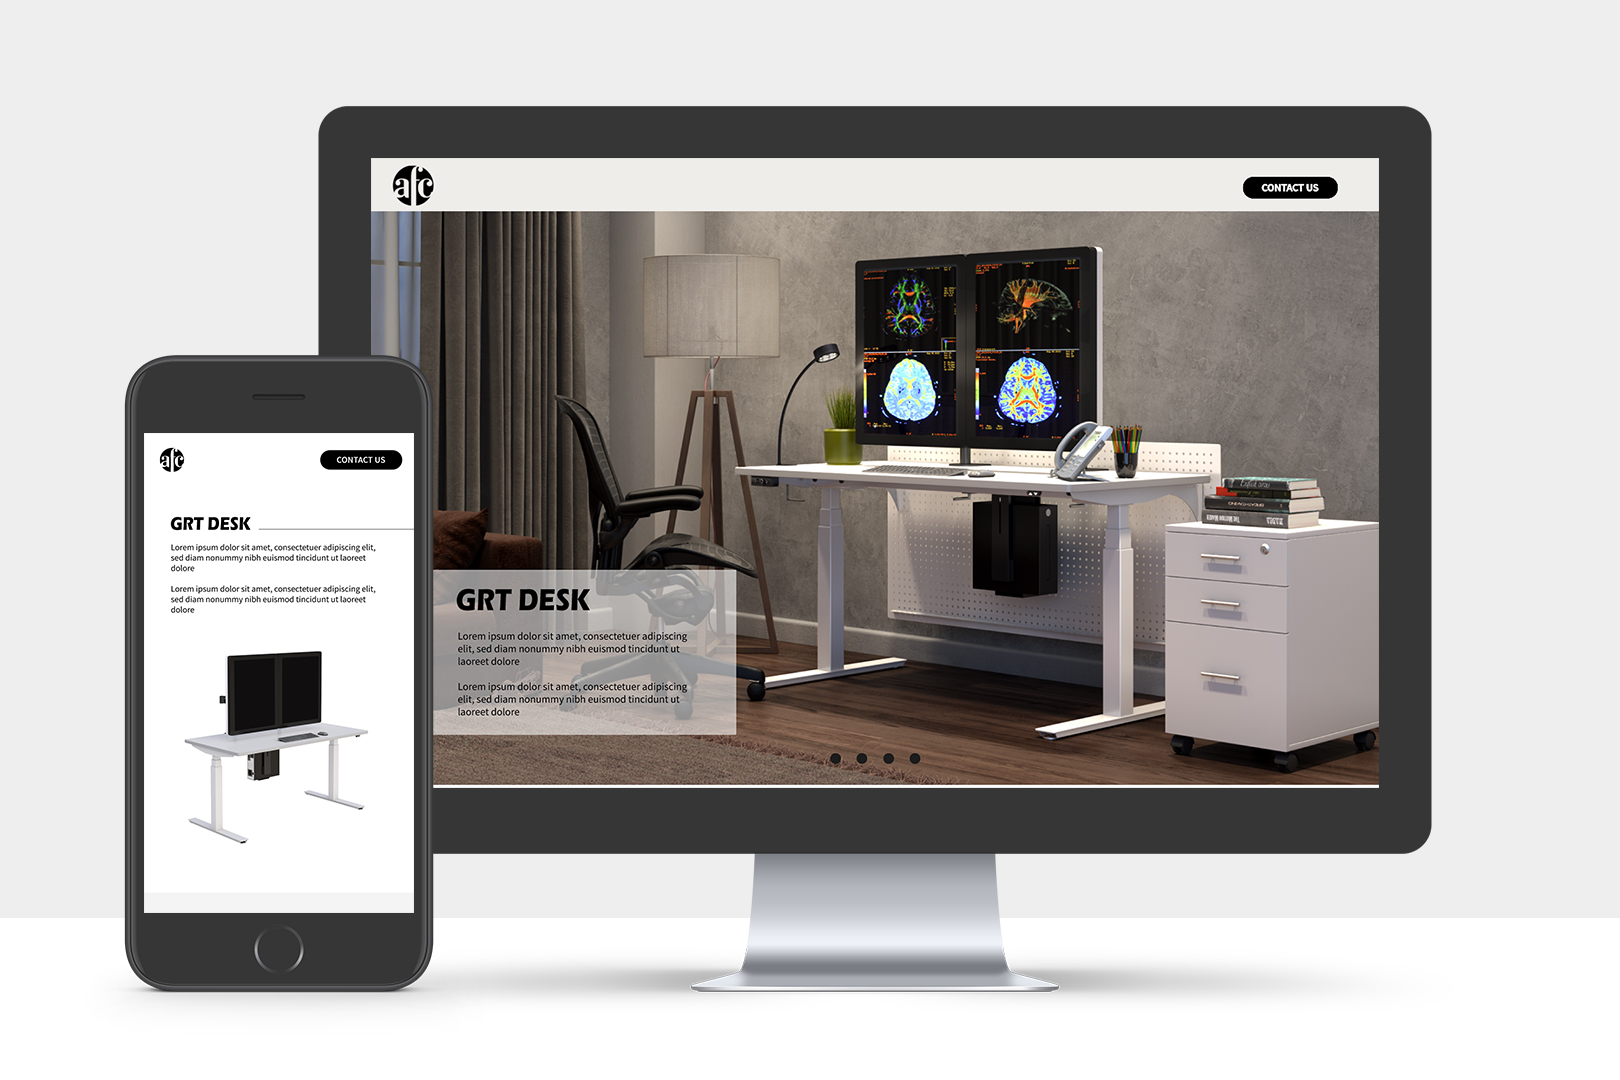 afc
CONTACT US
GRT DESK
Lorem ipsum dolor sit amet, consectetuer adipiscing
elit, sed diam nonummy nibh euismod tincidunt ut
laoreet dolore
Lorem ipsum dolor sit amet, consectetuer adipiscing
elit, sed diam nonummy nibh euismod tincidunt ut
laoreet dolore
afc
CONTACT US
GRT DESK
Lorem ipsum dolor sit amet, consectetuer adipiscing elit,
sed diam nonummy nibh euismod tincidunt ut laoreet
dolore
Lorem ipsum dolor sit amet, consectetuer adipiscing elit,
sed diam nonummy nibh euismod tincidunt ut laoreet
dolore